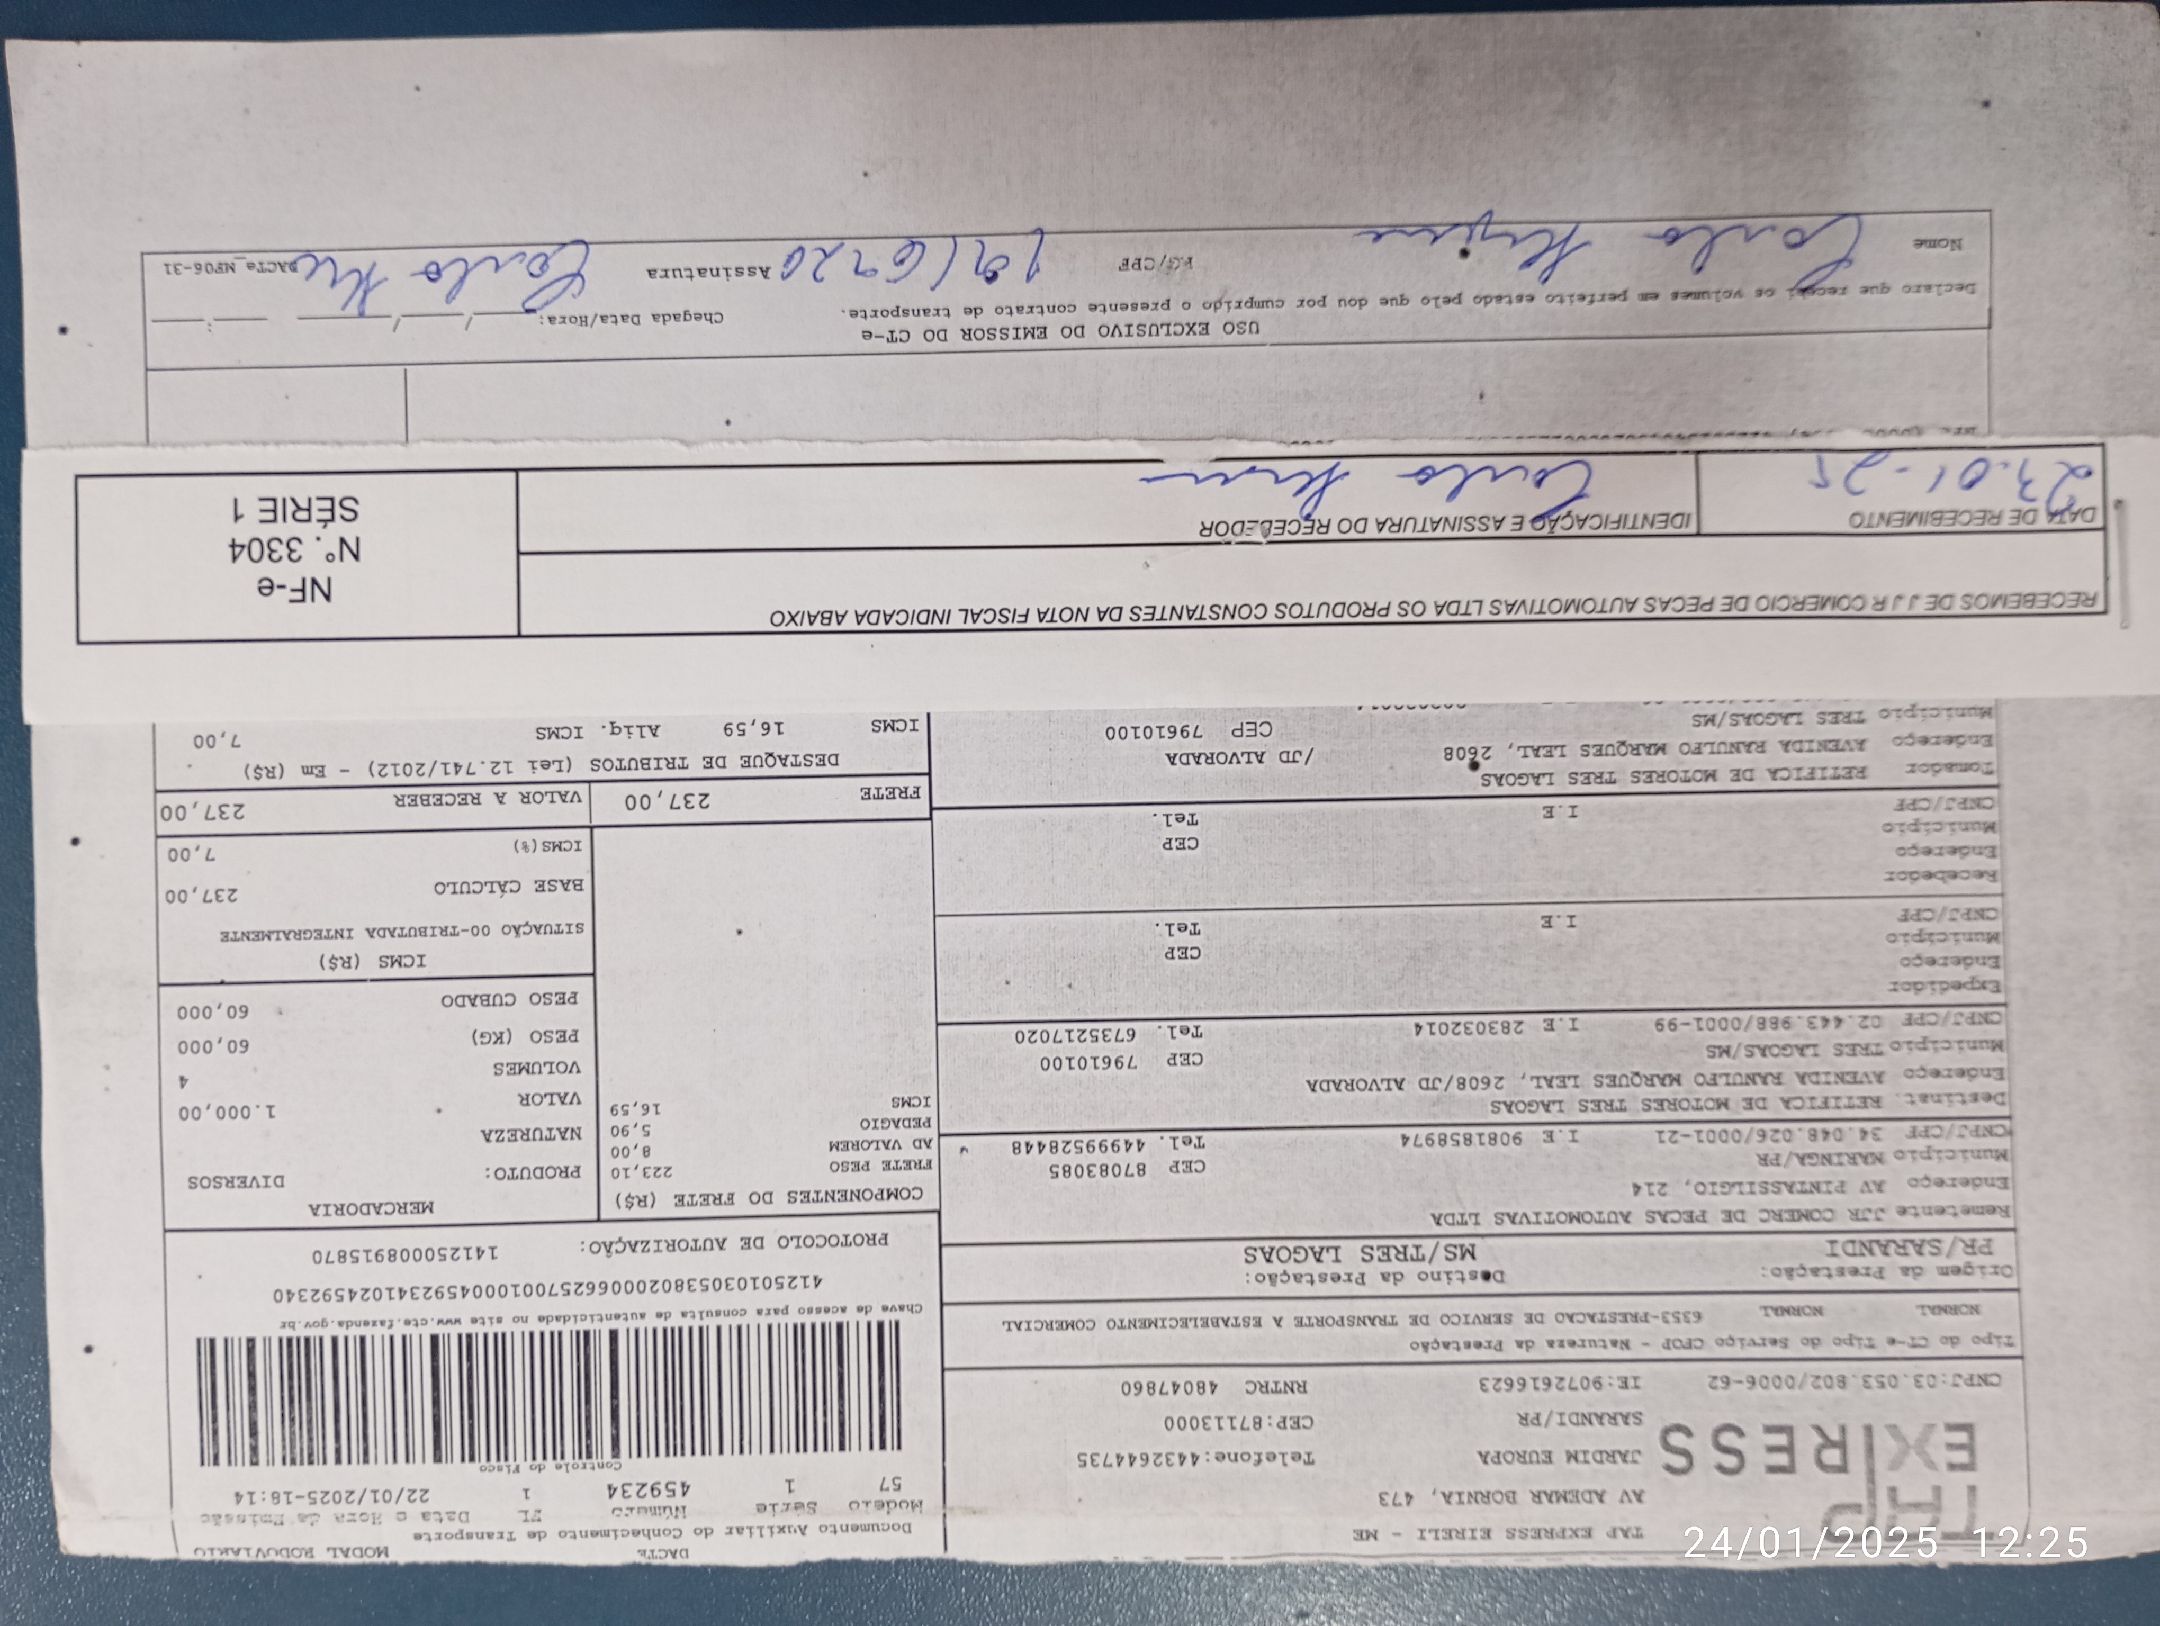 DACTE MODAL RODOVIARIO
Documento Auxiliar do Conhecimento de Transporte
Modelo Série Número FL Data e Hora de Emissão
57 1 459234 1 22/01/2025-18:14
Controle do Fisco
Chave de acesso para consulta de autenticidade no site www.cte.fazenda.gov.br
41250103053802000662570010004592341024592340
PROTOCOLO DE AUTORIZAÇÃO: 141250008915870
TAP EXPRESS
TAP EXPRESS EIRELI - ME
AV ADEMAR BORNIA, 473
JARDIM EUROPA Telefone:4432644735
SARANDI/PR CEP:87113000
CNPJ:03.053.802/0006-62 IE:9072616623 RNTRC 48047860
Tipo do CT-e Tipo do Serviço CFOP - Natureza da Prestação
NORMAL NORMAL 6353-PRESTACAO DE SERVICO DE TRANSPORTE A ESTABELECIMENTO COMERCIAL
Origem da Prestação: Destino da Prestação:
PR/SARANDI MS/TRES LAGOAS
Remetente JJR COMERC DE PECAS AUTOMOTIVAS LTDA
Endereço AV PINTASSILGIO, 214
Município MARINGA/PR CEP 87083085
CNPJ/CPF 34.048.026/0001-21 I.E 9081858974 Tel. 44999528448
Destinat. RETIFICA DE MOTORES TRES LAGOAS
Endereço AVENIDA RANULFO MARQUES LEAL, 2608/JD ALVORADA
Município TRES LAGOAS/MS CEP 79610100
CNPJ/CPF 02.443.988/0001-99 I.E 283032014 Tel. 6735217020
Expedidor
Endereço
Município CEP
CNPJ/CPF I.E Tel.
Recebedor
Endereço
Município CEP
CNPJ/CPF I.E Tel.
Tomador RETIFICA DE MOTORES TRES LAGOAS
Endereço AVENIDA RANULFO MARQUES LEAL, 2608 /JD ALVORADA
Município TRES LAGOAS/MS CEP 79610100
COMPONENTES DO FRETE (R$)
FRETE PESO 223,10
AD VALOREM 8,00
PEDAGIO 5,90
ICMS 16,59
MERCADORIA
PRODUTO: DIVERSOS
NATUREZA
VALOR 1.000,00
VOLUMES 4
PESO (KG) 60,000
PESO CUBADO 60,000
ICMS (R$)
SITUAÇÃO 00-TRIBUTADA INTEGRALMENTE
BASE CÁLCULO 237,00
ICMS(%) 7,00
FRETE 237,00 VALOR A RECEBER 237,00
DESTAQUE DE TRIBUTOS (Lei 12.741/2012) - Em (R$)
ICMS 16,59 Aliq. ICMS 7,00
RECEBEMOS DE J J R COMERCIO DE PECAS AUTOMOTIVAS LTDA OS PRODUTOS CONSTANTES DA NOTA FISCAL INDICADA ABAIXO
DATA DE RECEBIMENTO IDENTIFICAÇÃO E ASSINATURA DO RECEBEDOR
23.01-25
NF-e
Nº. 3304
SÉRIE 1
USO EXCLUSIVO DO EMISSOR DO CT-e
Declaro que recebi os volumes em perfeito estado pelo que dou por cumprido o presente contrato de transporte. Chegada Data/Hora: __/__/____ __:__
Nome RG/CPF Assinatura DACTe_MF06-31
24/01/2025 12:25